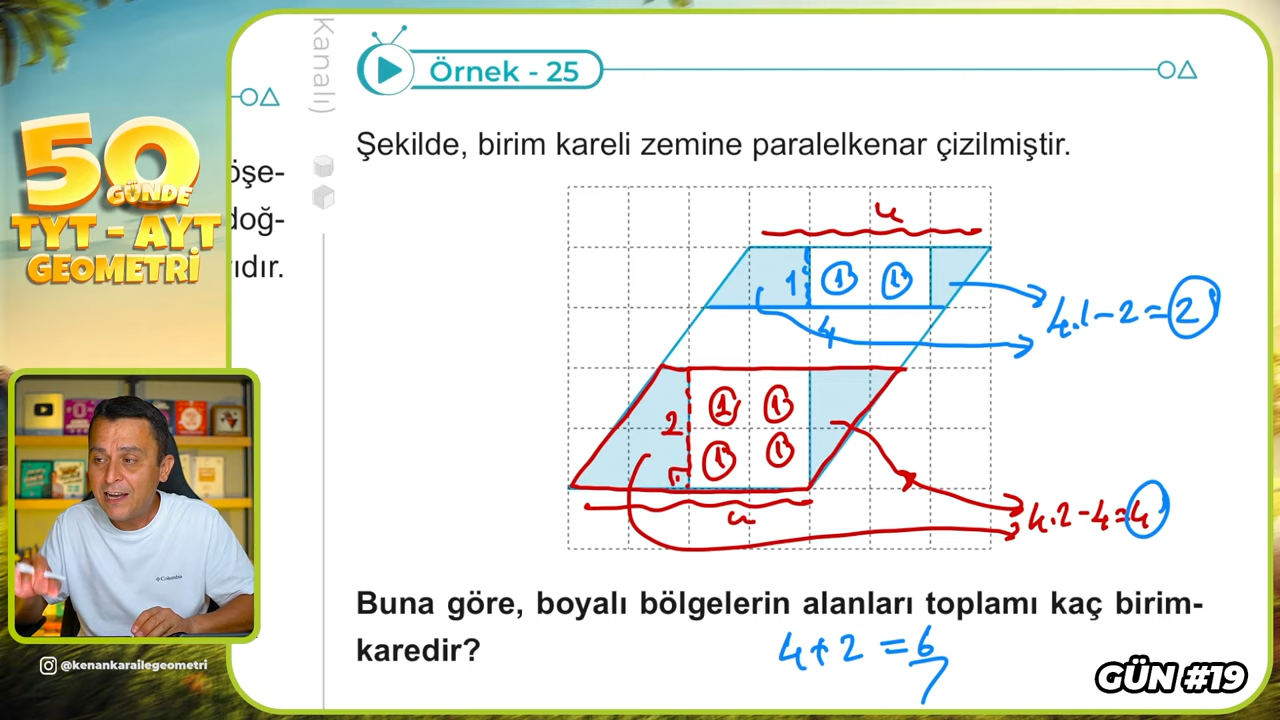 Kanalı)
Örnek - 25
50
GÜNDE
TYT - AYT
GEOMETRİ
öşe-
doğ-
ıdır.
Şekilde, birim kareli zemine paralelkenar çizilmiştir.
4
1 1 1
4
4.1-2=2
2 1 1
1 1
4
4.2-4=4
Buna göre, boyalı bölgelerin alanları toplamı kaç birim-
karedir?
4+2=6
Columbia
@kenankarailegeometri
GÜN #19